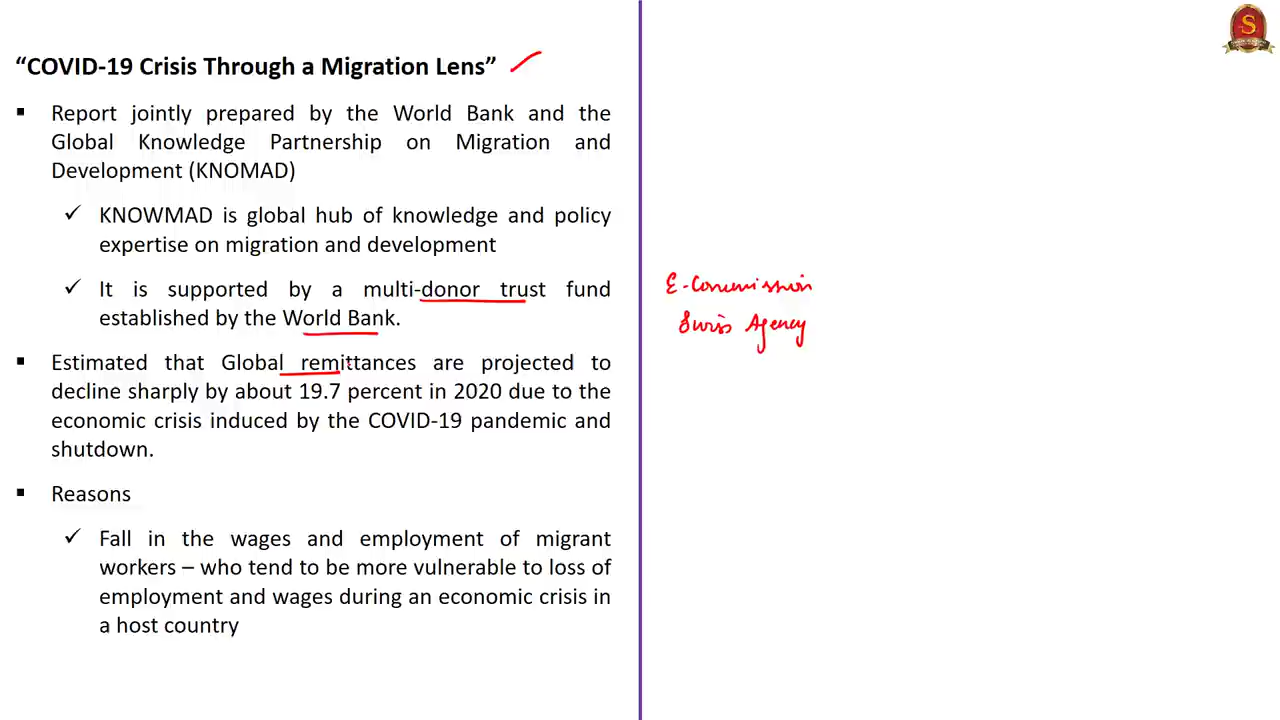 “COVID-19 Crisis Through a Migration Lens”
▪ Report jointly prepared by the World Bank and the
Global Knowledge Partnership on Migration and
Development (KNOMAD)
✓ KNOWMAD is global hub of knowledge and policy
expertise on migration and development
✓ It is supported by a multi-donor trust fund
established by the World Bank.
▪ Estimated that Global remittances are projected to
decline sharply by about 19.7 percent in 2020 due to the
economic crisis induced by the COVID-19 pandemic and
shutdown.
▪ Reasons
✓ Fall in the wages and employment of migrant
workers – who tend to be more vulnerable to loss of
employment and wages during an economic crisis in
a host country
E-Commission
Swiss Agency
S